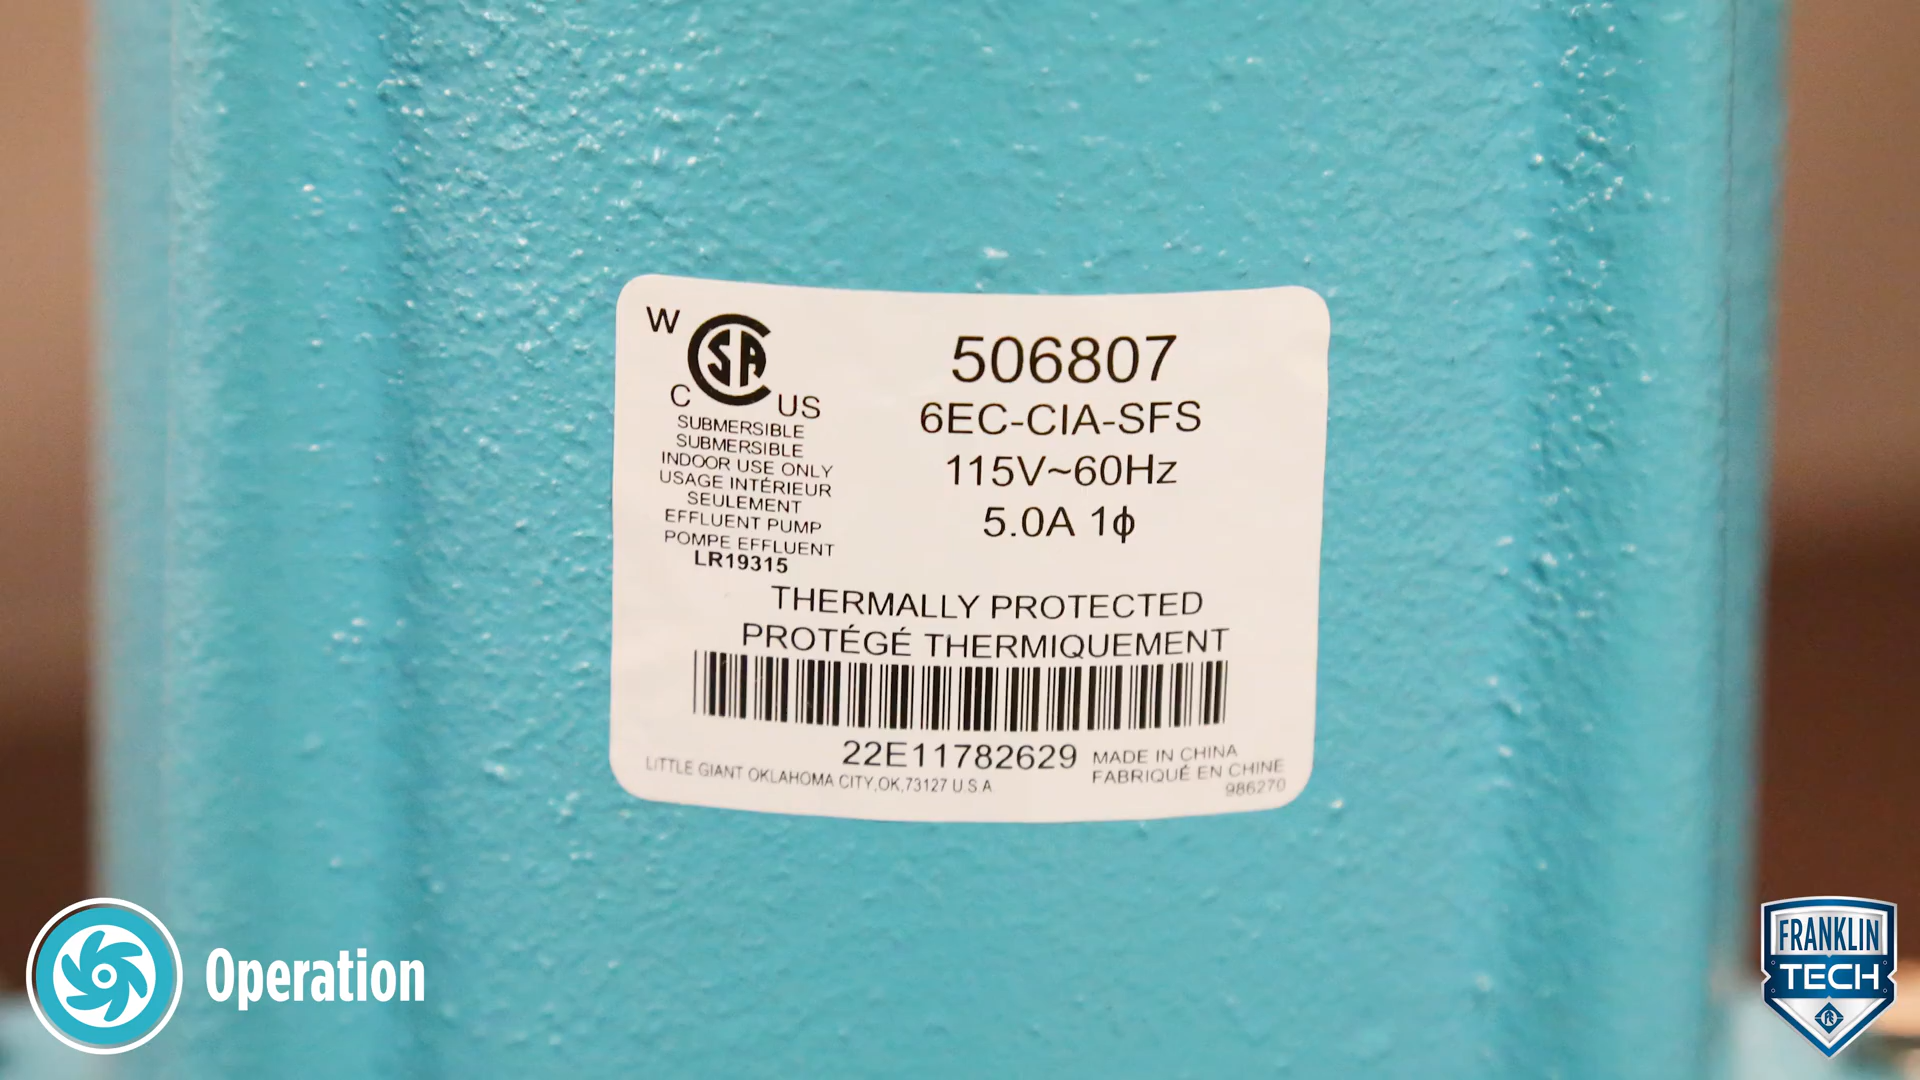 W
CSA
C US
SUBMERSIBLE
SUBMERSIBLE
INDOOR USE ONLY
USAGE INTÉRIEUR
SEULEMENT
EFFLUENT PUMP
POMPE EFFLUENT
LR19315
506807
6EC-CIA-SFS
115V~60Hz
5.0A 1ϕ
THERMALLY PROTECTED
PROTÉGÉ THERMIQUEMENT
22E11782629
LITTLE GIANT OKLAHOMA CITY,OK,73127 U S A
MADE IN CHINA
FABRIQUÉ EN CHINE
986270
Operation
FRANKLIN
TECH